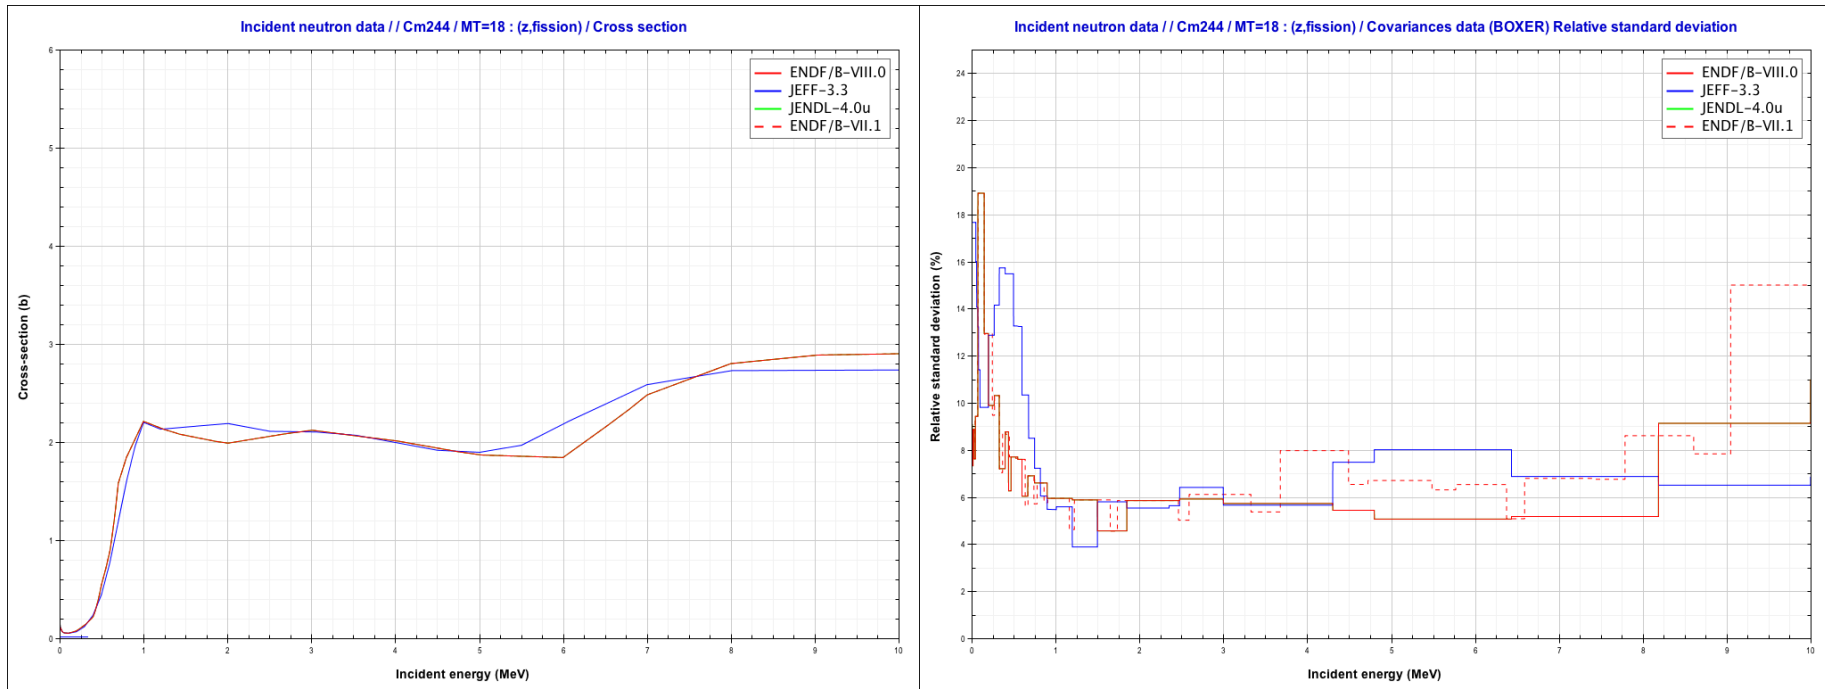 Incident neutron data / / Cm244 / MT=18 : (z,fission) / Cross section
6
5
4
3
2
1
0
Cross-section (b)
0 1 2 3 4 5 6 7 8 9 10
Incident energy (MeV)
ENDF/B-VIII.0
JEFF-3.3
JENDL-4.0u
ENDF/B-VII.1
Incident neutron data / / Cm244 / MT=18 : (z,fission) / Covariances data (BOXER) Relative standard deviation
24
22
20
18
16
14
12
10
8
6
4
2
0
Relative standard deviation (%)
0 1 2 3 4 5 6 7 8 9 10
Incident energy (MeV)
ENDF/B-VIII.0
JEFF-3.3
JENDL-4.0u
ENDF/B-VII.1